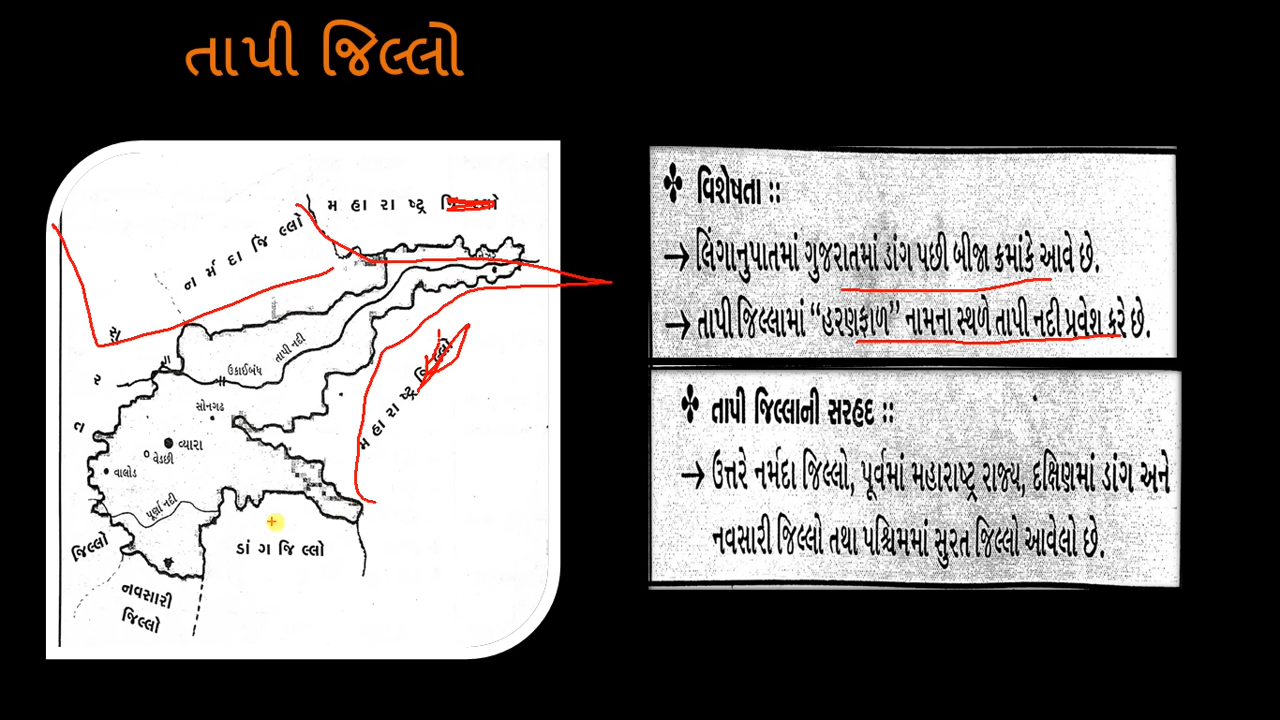 તાપી જિલ્લો
મ હા રા ષ્ટ્ર
ન ર્મ દા જિ લ્લો
સુ
ર
ત
જિલ્લો
તાપી નદી
ઉકાઈબંધ
સોનગઢ
વ્યારા
વેડછી
વાલોડ
પૂર્ણા નદી
મ હા રા ષ્ટ્ર
ડાં ગ જિ લ્લો
નવસારી
જિલ્લો
વિશેષતા ::
→ લિંગાનુપાતમાં ગુજરાતમાં ડાંગ પછી બીજા ક્રમાંકે આવે છે.
→ તાપી જિલ્લામાં “હરણફાળ” નામના સ્થળે તાપી નદી પ્રવેશ કરે છે.
તાપી જિલ્લાની સરહદ ::
→ ઉત્તરે નર્મદા જિલ્લો, પૂર્વમાં મહારાષ્ટ્ર રાજ્ય, દક્ષિણમાં ડાંગ અને
નવસારી જિલ્લો તથા પશ્ચિમમાં સુરત જિલ્લો આવેલો છે.